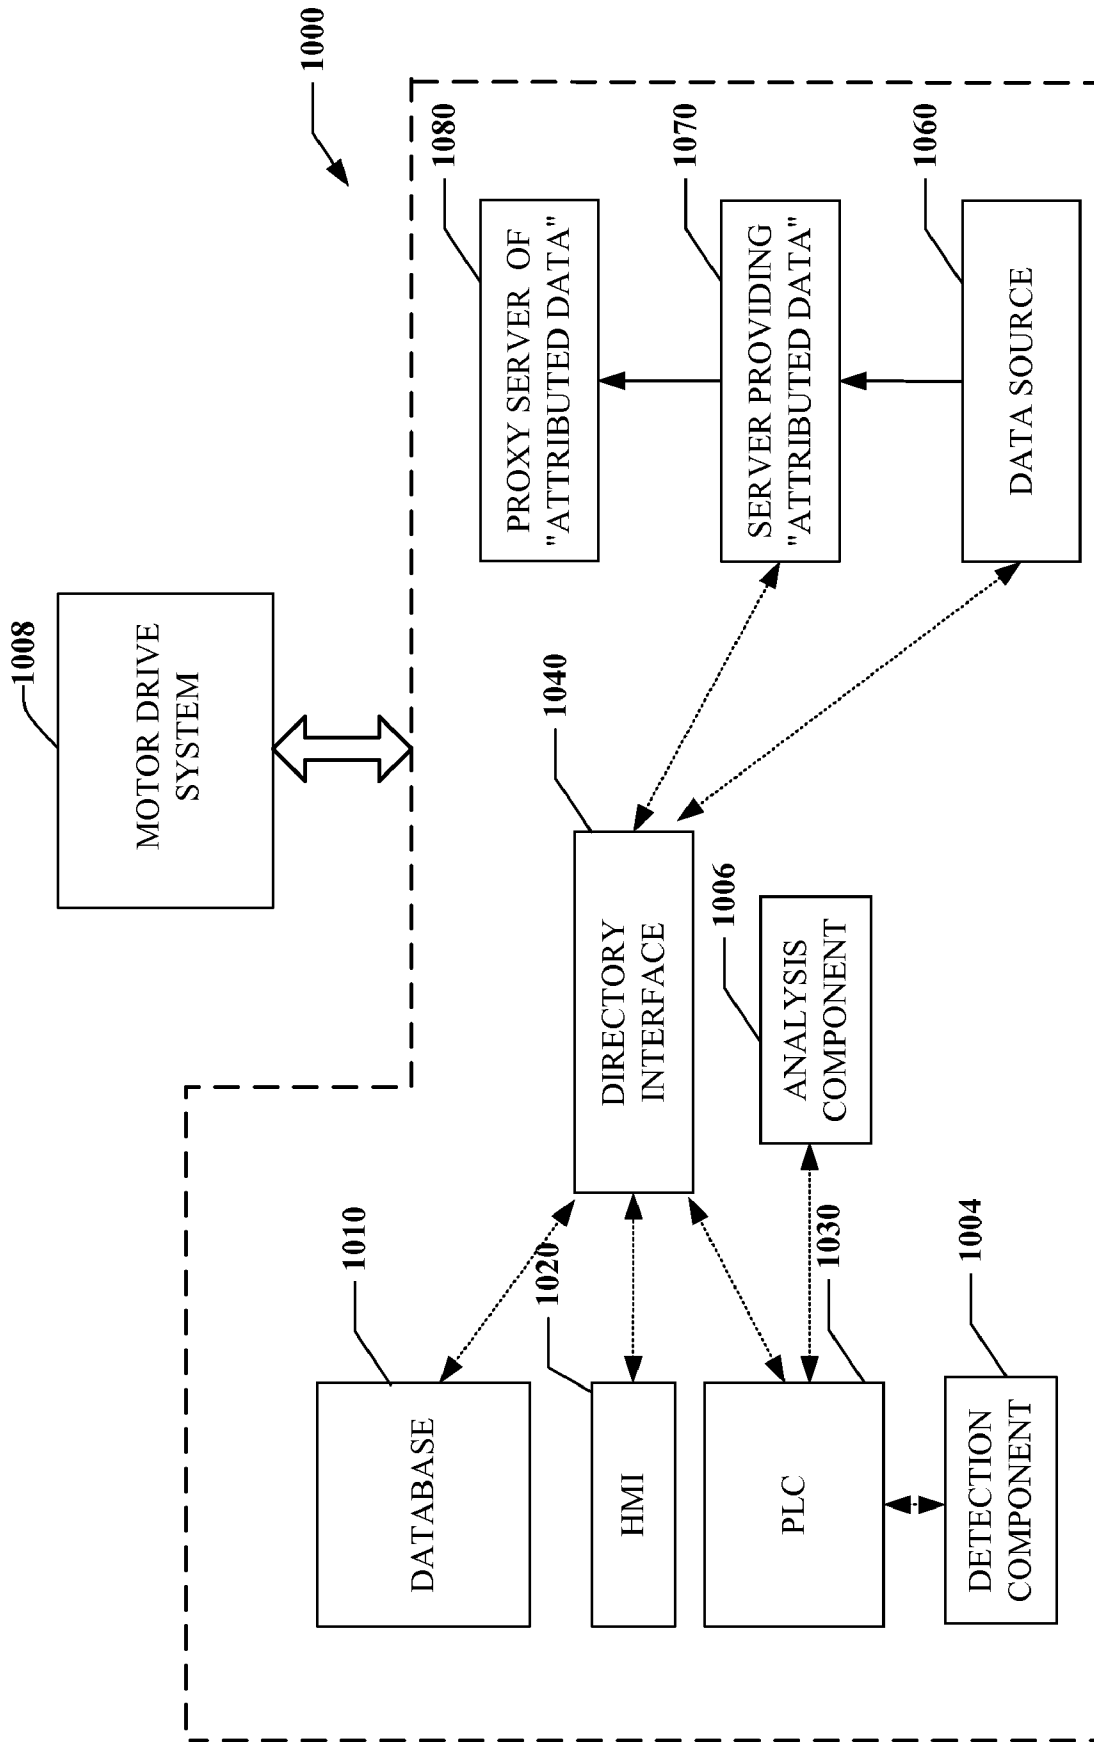 1000
1008
MOTOR DRIVE
SYSTEM
1010
DATABASE
1020
HMI
1030
PLC
1004
DETECTION
COMPONENT
1040
DIRECTORY
INTERFACE
1006
ANALYSIS
COMPONENT
1080
PROXY SERVER OF
"ATTRIBUTED DATA"
1070
SERVER PROVIDING
"ATTRIBUTED DATA"
1060
DATA SOURCE